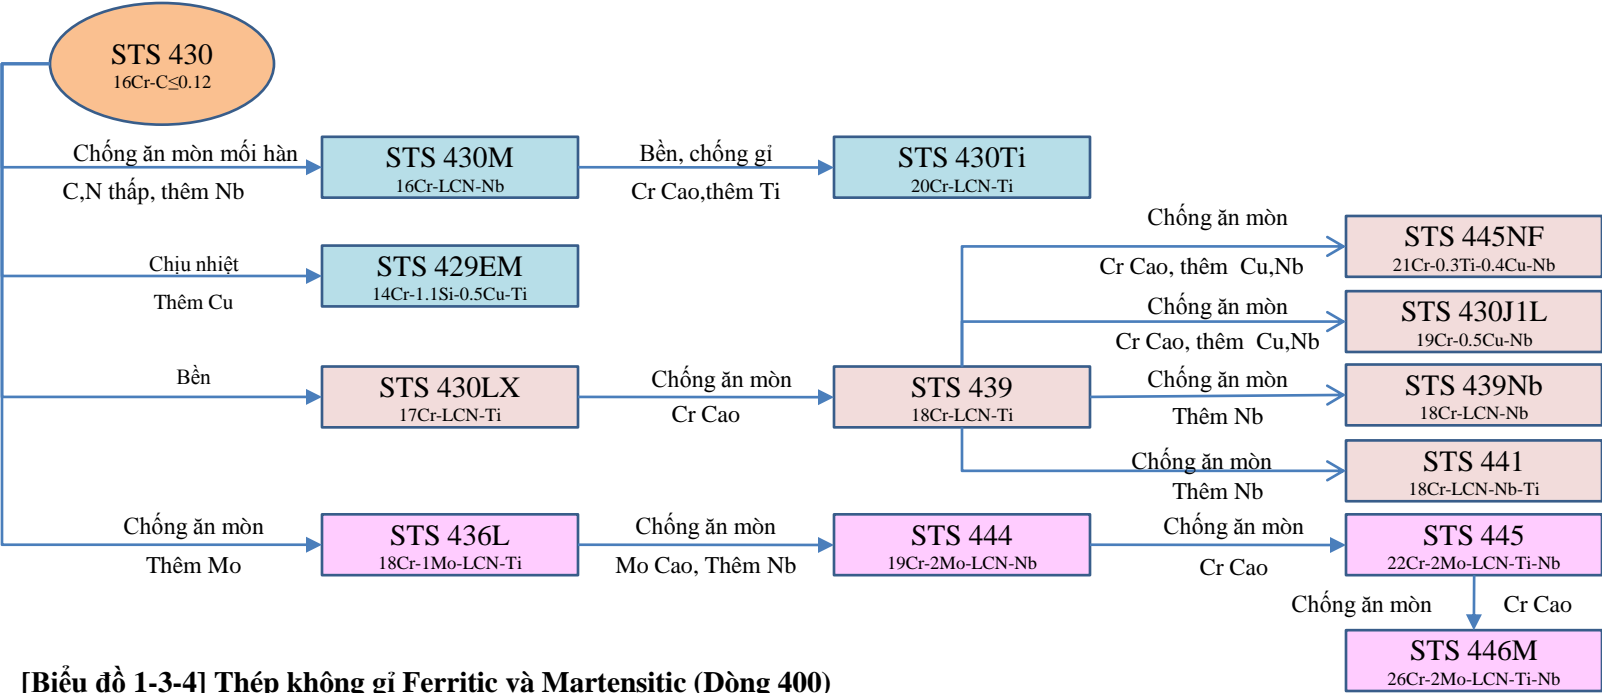 STS 430
16Cr-C≤0.12
Chống ăn mòn mối hàn
C,N thấp, thêm Nb
STS 430M
16Cr-LCN-Nb
Bền, chống gỉ
Cr Cao,thêm Ti
STS 430Ti
20Cr-LCN-Ti
Chịu nhiệt
Thêm Cu
STS 429EM
14Cr-1.1Si-0.5Cu-Ti
Chống ăn mòn
Cr Cao, thêm Cu,Nb
STS 445NF
21Cr-0.3Ti-0.4Cu-Nb
Chống ăn mòn
Cr Cao, thêm Cu,Nb
STS 430J1L
19Cr-0.5Cu-Nb
Bền
STS 430LX
17Cr-LCN-Ti
Chống ăn mòn
Cr Cao
STS 439
18Cr-LCN-Ti
Chống ăn mòn
Thêm Nb
STS 439Nb
18Cr-LCN-Nb
Chống ăn mòn
Thêm Nb
STS 441
18Cr-LCN-Nb-Ti
Chống ăn mòn
Thêm Mo
STS 436L
18Cr-1Mo-LCN-Ti
Chống ăn mòn
Mo Cao, Thêm Nb
STS 444
19Cr-2Mo-LCN-Nb
Chống ăn mòn
Cr Cao
STS 445
22Cr-2Mo-LCN-Ti-Nb
Chống ăn mòn
Cr Cao
STS 446M
26Cr-2Mo-LCN-Ti-Nb
[Biểu đồ 1-3-4] Thép không gỉ Ferritic và Martensitic (Dòng 400)